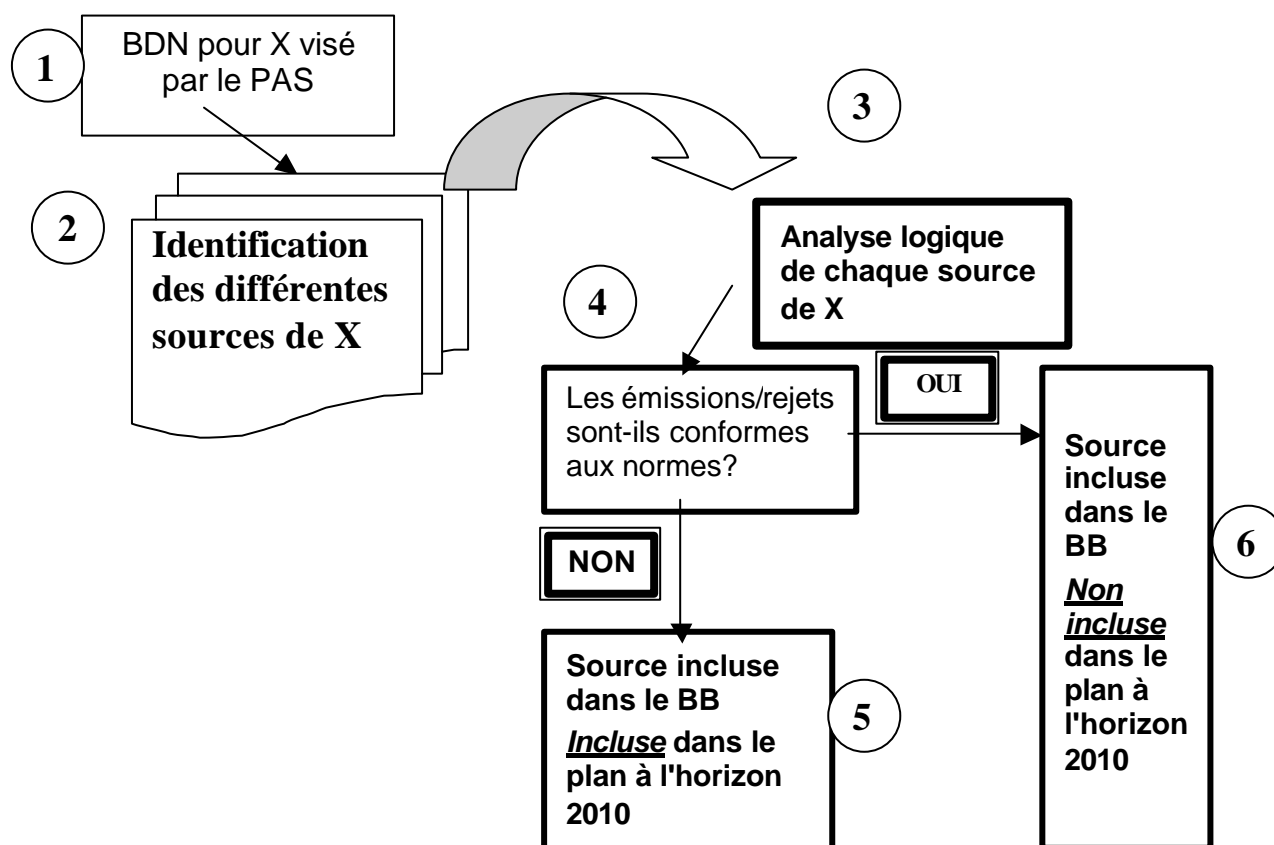 1
BDN pour X visé
par le PAS
2
Identification
des différentes
sources de X
3
Analyse logique
de chaque source
de X
4
Les émissions/rejets
sont-ils conformes
aux normes?
OUI
NON
Source incluse
dans le BB
Incluse dans le
plan à l'horizon
2010
5
Source
incluse
dans le
BB
Non
incluse
dans le
plan à
l'horizon
2010
6